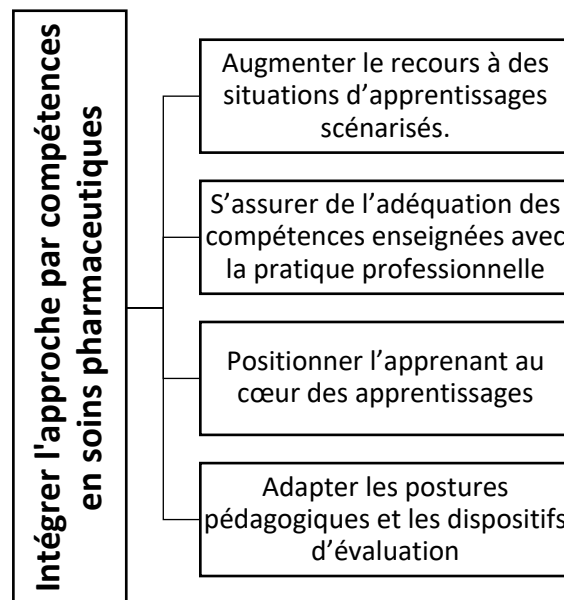 Intégrer l'approche par compétences
en soins pharmaceutiques
Augmenter le recours à des
situations d’apprentissages
scénarisés.
S’assurer de l’adéquation des
compétences enseignées avec
la pratique professionnelle
Positionner l’apprenant au
cœur des apprentissages
Adapter les postures
pédagogiques et les dispositifs
d’évaluation